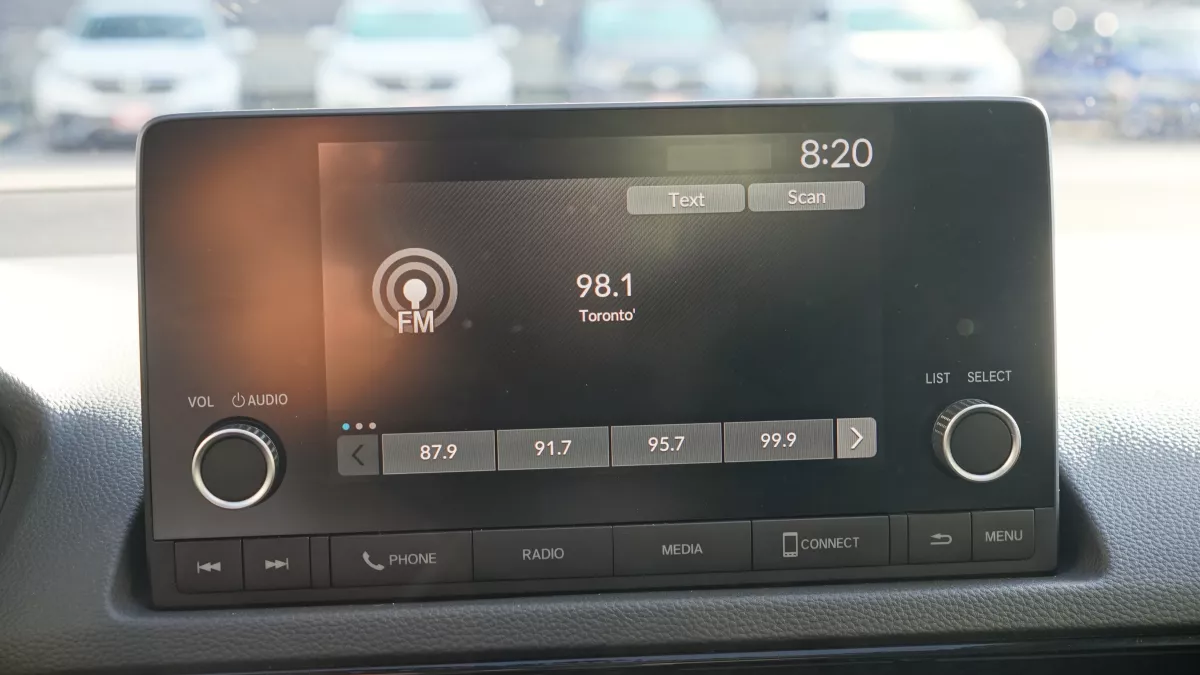 8:20
Text Scan
98.1
Toronto'
FM
LIST SELECT
VOL AUDIO
87.9 91.7 95.7 99.9
PHONE RADIO MEDIA CONNECT MENU